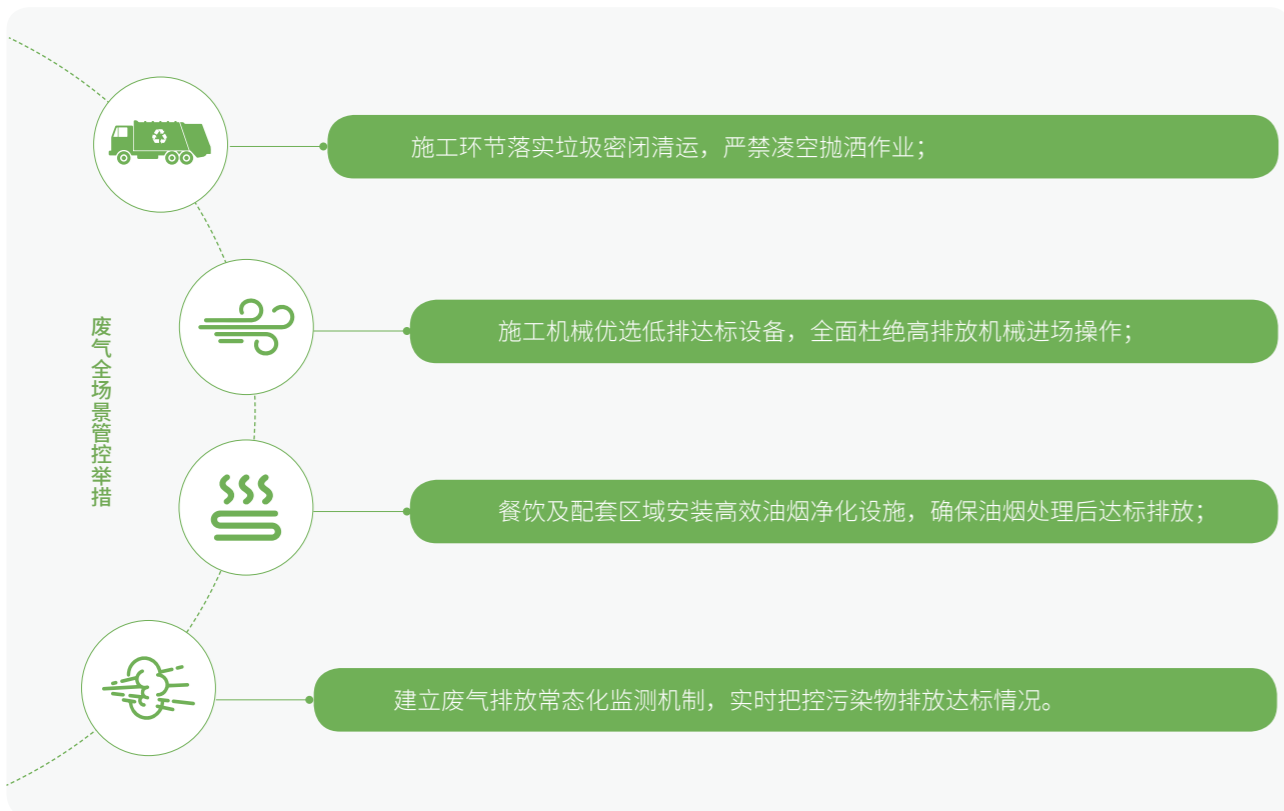 废气全场景管控举措
施工环节落实垃圾密闭清运，严禁凌空抛洒作业；
施工机械优选低排达标设备，全面杜绝高排放机械进场操作；
餐饮及配套区域安装高效油烟净化设施，确保油烟处理后达标排放；
建立废气排放常态化监测机制，实时把控污染物排放达标情况。